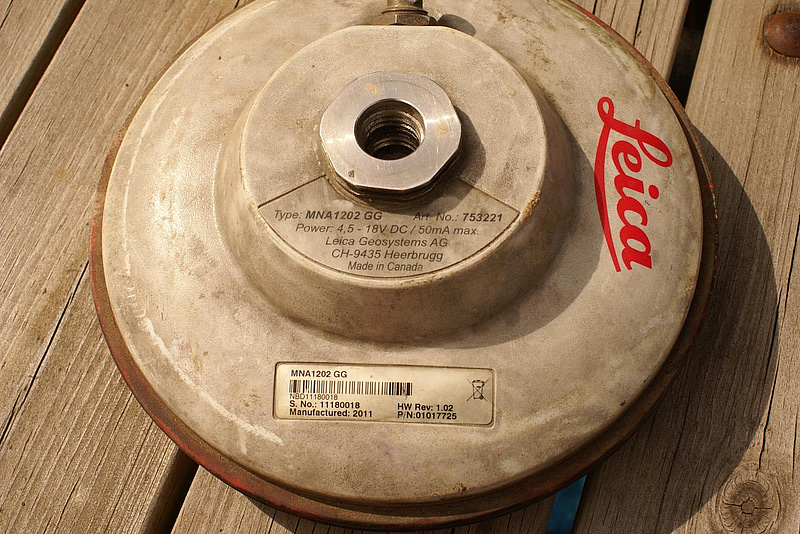 Leica
Type: MNA1202 GG Art. No.: 753221
Power: 4,5 - 18V DC / 50mA max.
Leica Geosystems AG
CH-9435 Heerbrugg
Made in Canada
MNA1202 GG
NBD11180018
S. No.: 11180018 HW Rev: 1.02
Manufactured: 2011 P/N:01017725